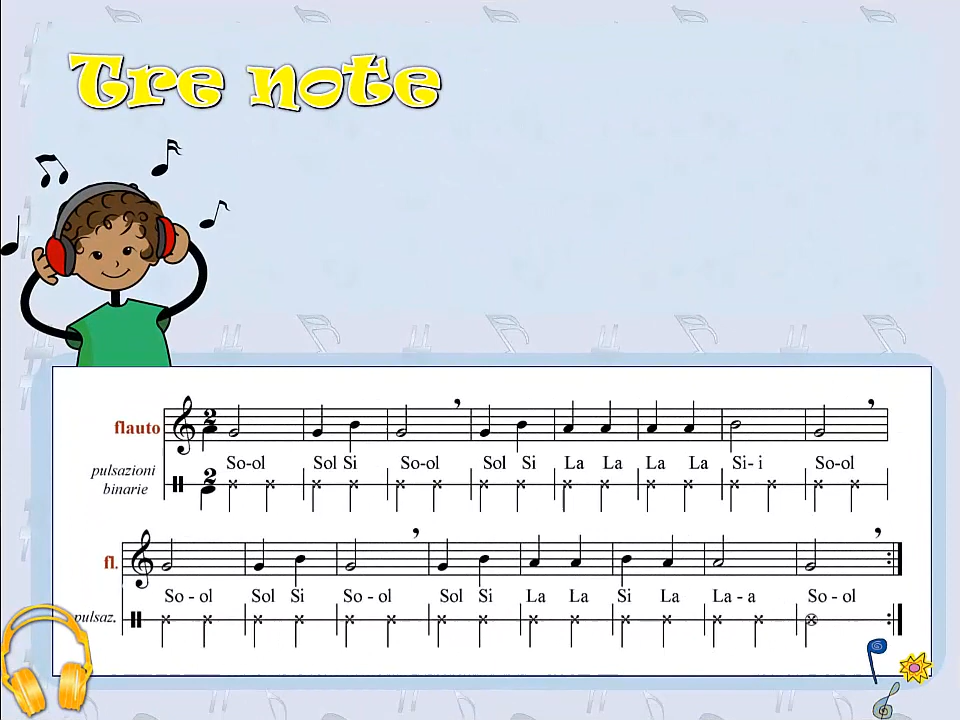 Tre note
flauto
So-ol Sol Si So-ol Sol Si La La La La Si- i So-ol
pulsazioni
binarie
fl.
So - ol Sol Si So - ol Sol Si La La Si La La - a So - ol
pulsaz.